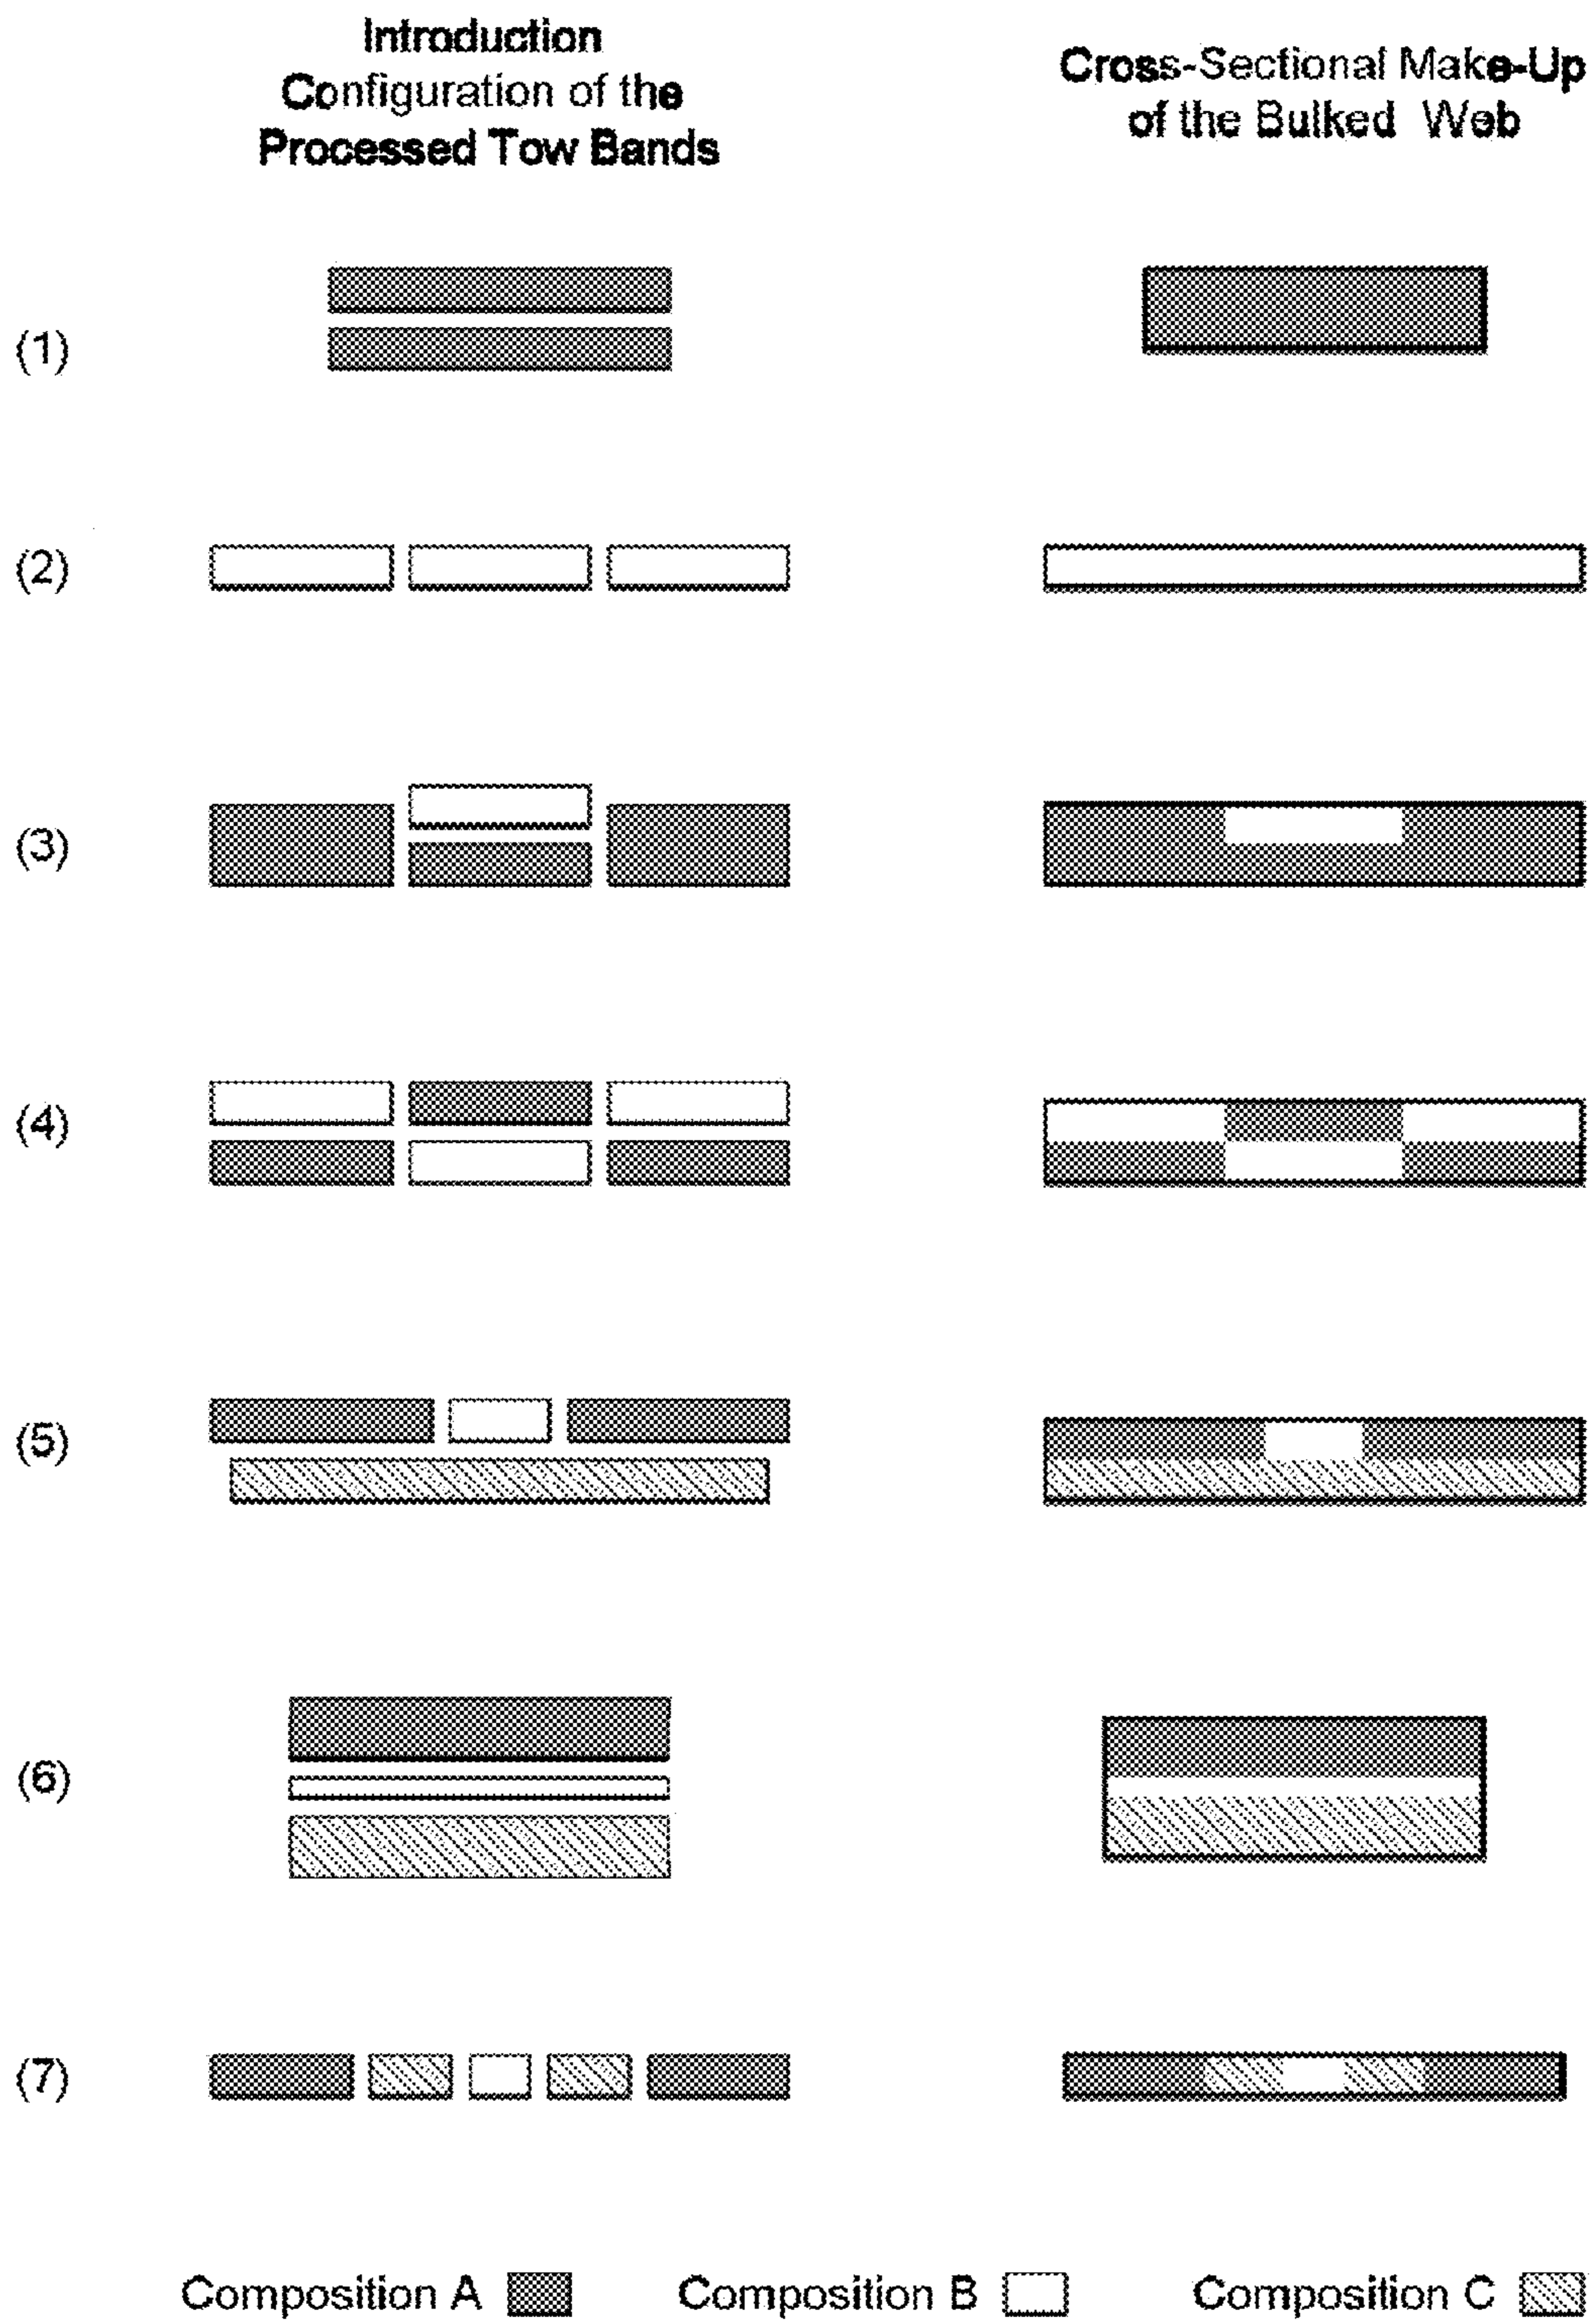 Introduction
Configuration of the
Processed Tow Bands
Cross-Sectional Make-Up
of the Bulked Web
(1)
(2)
(3)
(4)
(5)
(6)
(7)
Composition A
Composition B
Composition C